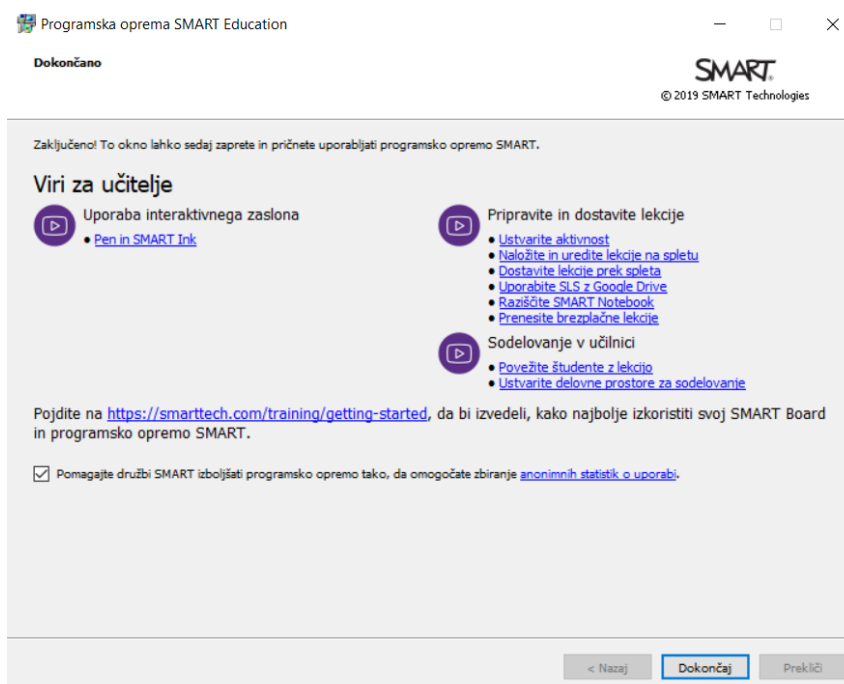 Programska oprema SMART Education
Dokončano
SMART
© 2019 SMART Technologies
Zaključeno! To okno lahko sedaj zaprete in pričnete uporabljati programsko opremo SMART.
Viri za učitelje
Uporaba interaktivnega zaslona
• Pen in SMART Ink
Pripravite in dostavite lekcije
• Ustvarite aktivnost
• Naložite in uredite lekcije na spletu
• Dostavite lekcije prek spleta
• Uporabite SLS z Google Drive
• Raziščite SMART Notebook
• Prenesite brezplačne lekcije
Sodelovanje v učilnici
• Povežite študente z lekcijo
• Ustvarite delovne prostore za sodelovanje
Pojdite na https://smarttech.com/training/getting-started, da bi izvedeli, kako najbolje izkoristiti svoj SMART Board
in programsko opremo SMART.
Pomagajte družbi SMART izboljšati programsko opremo tako, da omogočate zbiranje anonimnih statistik o uporabi.
< Nazaj
Dokončaj
Prekliči